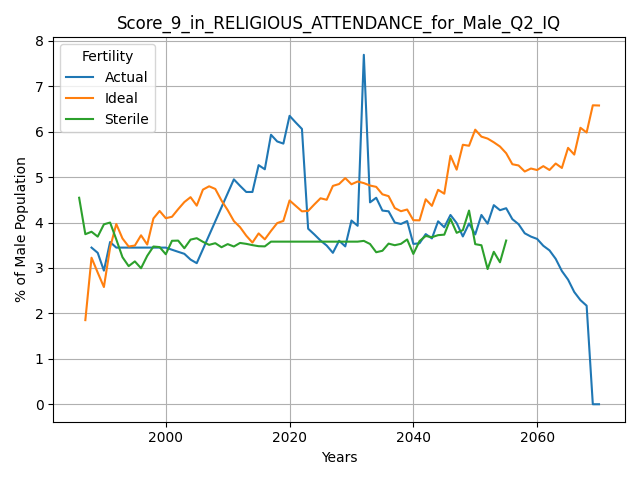 Score_9_in_RELIGIOUS_ATTENDANCE_for_Male_Q2_IQ
Fertility
Actual
Ideal
Sterile
% of Male Population
8
7
6
5
4
3
2
1
0
2000 2020 2040 2060
Years